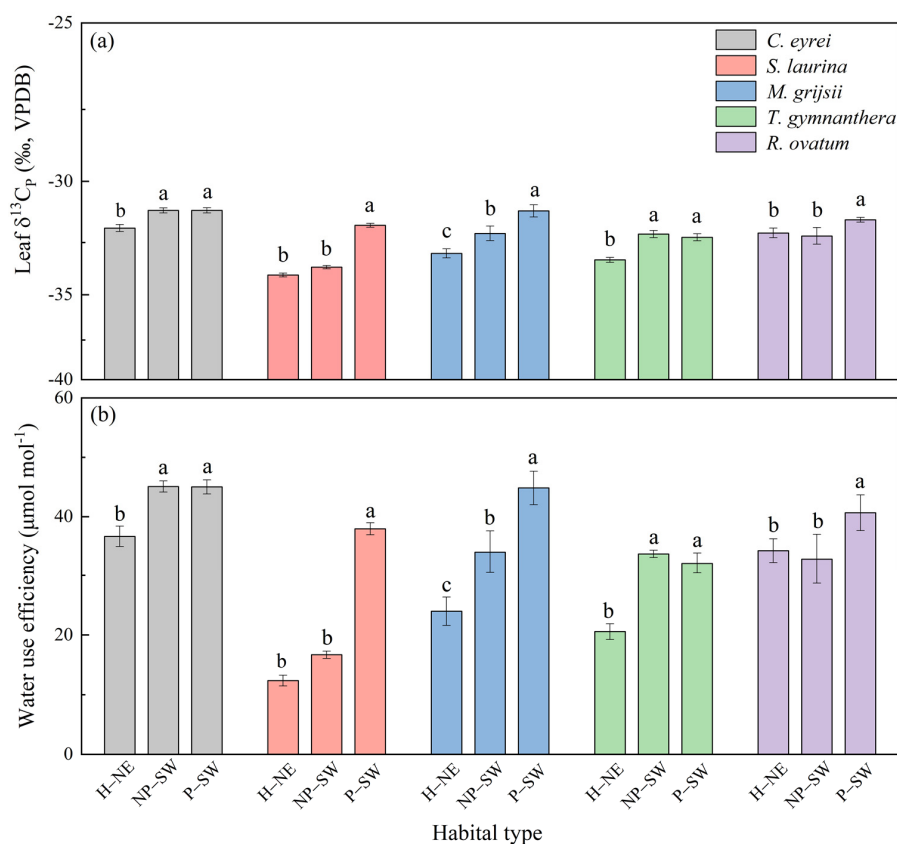 (a)
C. eyrei
S. laurina
M. grijsii
T. gymnanthera
R. ovatum
Leaf δ¹³C_P (‰, VPDB)
-25
-30
-35
-40
b a a b b a c b a b a a b b a
(b)
Water use efficiency (μmol mol⁻¹)
60
40
20
0
b a a b b a c b a b a a b b a
H–NE NP–SW P–SW H–NE NP–SW P–SW H–NE NP–SW P–SW H–NE NP–SW P–SW H–NE NP–SW P–SW
Habital type